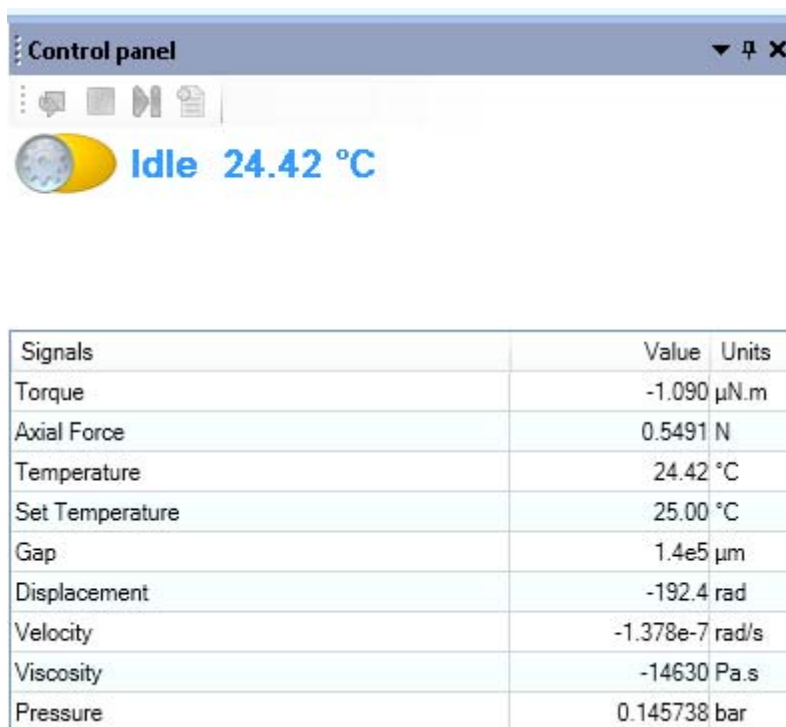 Control panel
Idle 24.42 °C
Signals Value Units
Torque -1.090 µN.m
Axial Force 0.5491 N
Temperature 24.42 °C
Set Temperature 25.00 °C
Gap 1.4e5 µm
Displacement -192.4 rad
Velocity -1.378e-7 rad/s
Viscosity -14630 Pa.s
Pressure 0.145738 bar